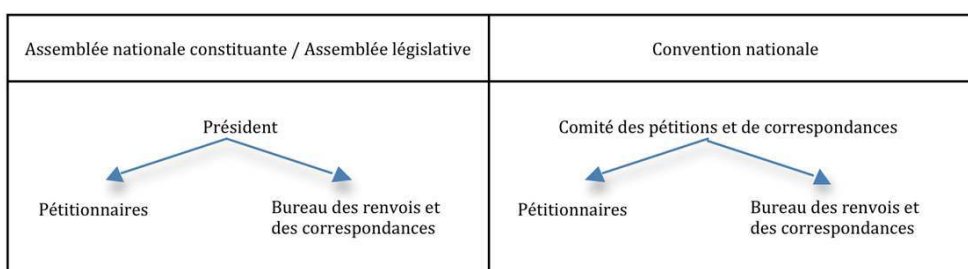 Assemblée nationale constituante / Assemblée législative
Convention nationale
Président
Pétitionnaires
Bureau des renvois et
des correspondances
Comité des pétitions et de correspondances
Pétitionnaires
Bureau des renvois et
des correspondances